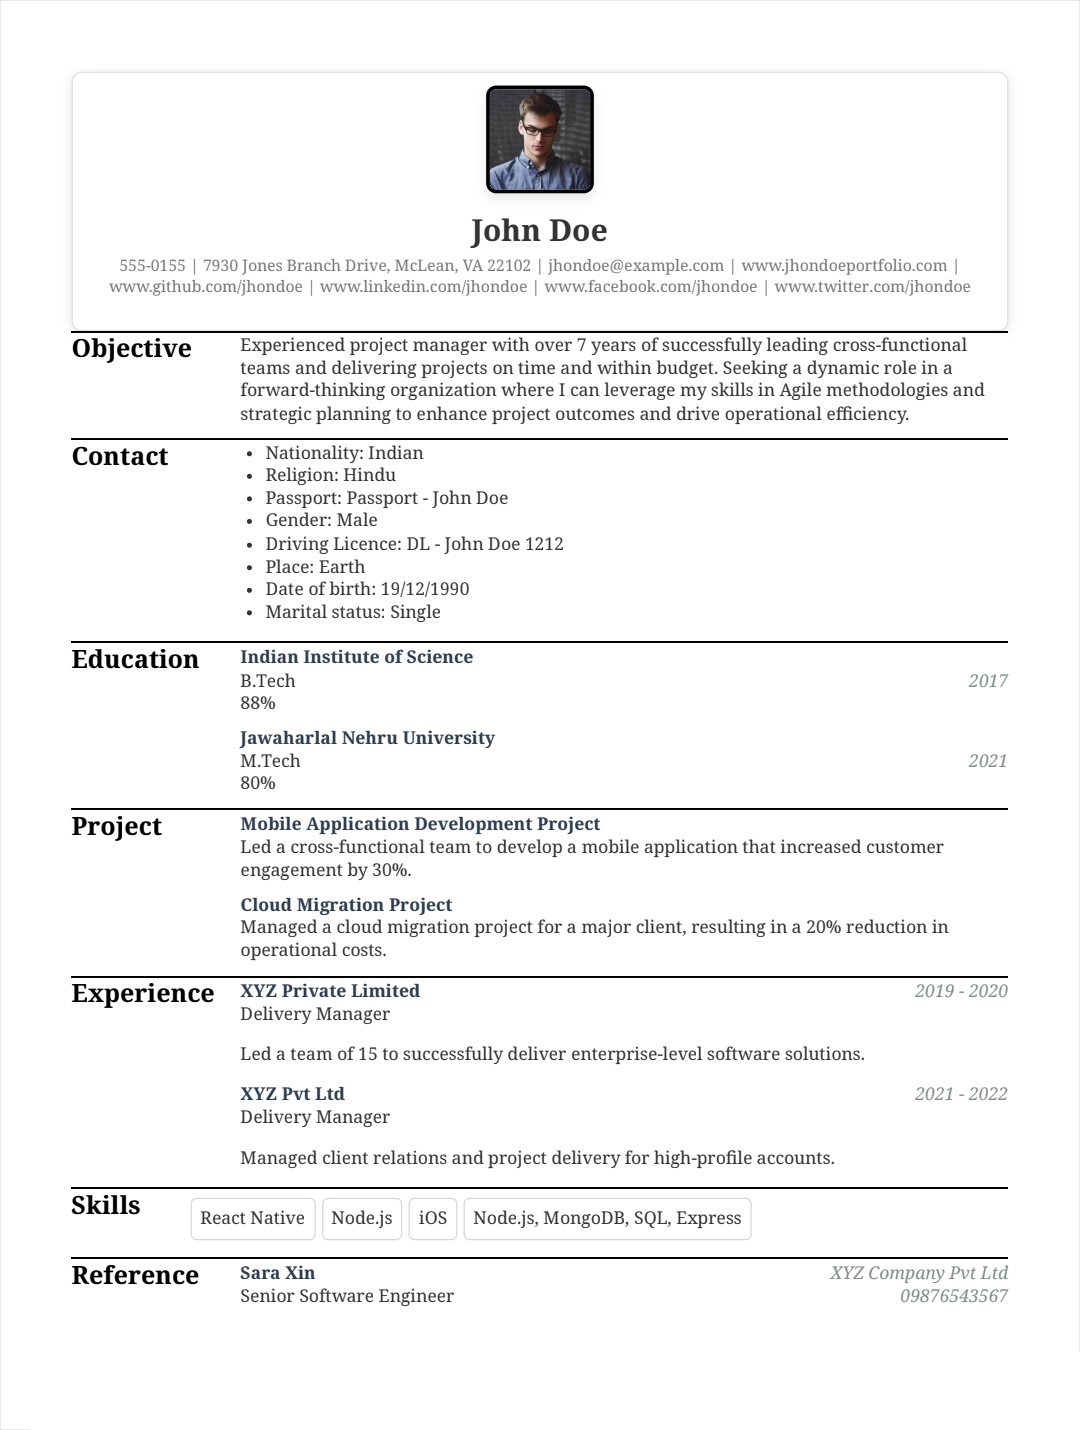 John Doe
555-0155 | 7930 Jones Branch Drive, McLean, VA 22102 | jhondoe@example.com | www.jhondoeportfolio.com |
www.github.com/jhondoe | www.linkedin.com/jhondoe | www.facebook.com/jhondoe | www.twitter.com/jhondoe
Objective
Experienced project manager with over 7 years of successfully leading cross-functional
teams and delivering projects on time and within budget. Seeking a dynamic role in a
forward-thinking organization where I can leverage my skills in Agile methodologies and
strategic planning to enhance project outcomes and drive operational efficiency.
Contact
• Nationality: Indian
• Religion: Hindu
• Passport: Passport - John Doe
• Gender: Male
• Driving Licence: DL - John Doe 1212
• Place: Earth
• Date of birth: 19/12/1990
• Marital status: Single
Education
Indian Institute of Science
B.Tech 2017
88%
Jawaharlal Nehru University
M.Tech 2021
80%
Project
Mobile Application Development Project
Led a cross-functional team to develop a mobile application that increased customer
engagement by 30%.
Cloud Migration Project
Managed a cloud migration project for a major client, resulting in a 20% reduction in
operational costs.
Experience
XYZ Private Limited 2019 - 2020
Delivery Manager
Led a team of 15 to successfully deliver enterprise-level software solutions.
XYZ Pvt Ltd 2021 - 2022
Delivery Manager
Managed client relations and project delivery for high-profile accounts.
Skills
React Native Node.js iOS Node.js, MongoDB, SQL, Express
Reference
Sara Xin XYZ Company Pvt Ltd
Senior Software Engineer 09876543567